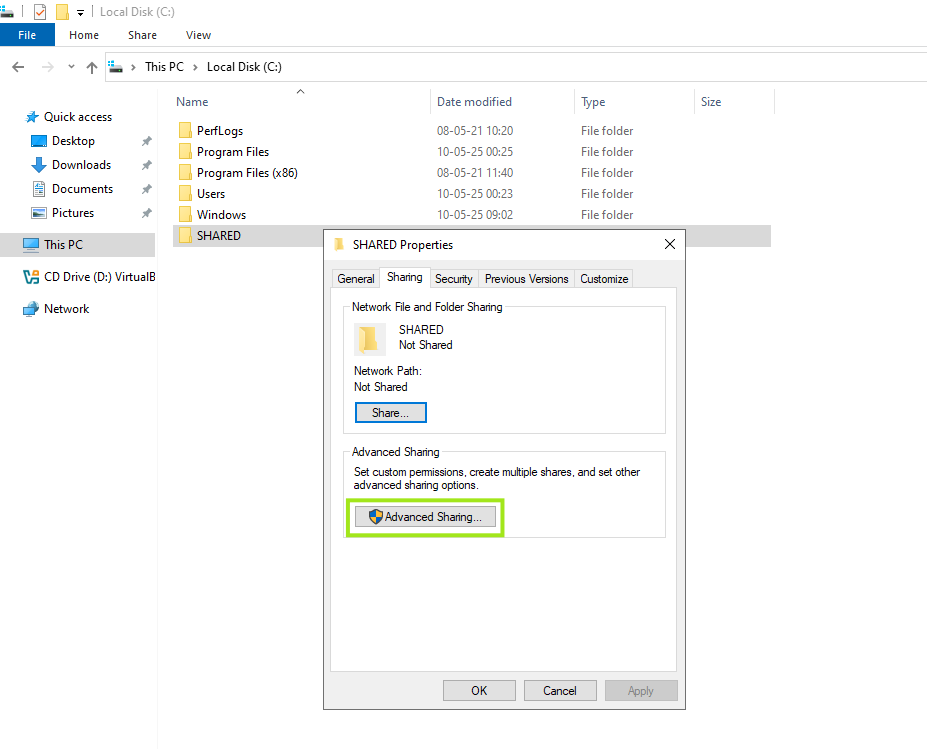 Local Disk (C:)
File Home Share View
This PC Local Disk (C:)
Name Date modified Type Size
Quick access
Desktop
Downloads
Documents
Pictures
This PC
CD Drive (D:) VirtualB
Network
PerfLogs 08-05-21 10:20 File folder
Program Files 10-05-25 00:25 File folder
Program Files (x86) 08-05-21 11:40 File folder
Users 10-05-25 00:23 File folder
Windows 10-05-25 09:02 File folder
SHARED
SHARED Properties
General Sharing Security Previous Versions Customize
Network File and Folder Sharing
SHARED
Not Shared
Network Path:
Not Shared
Share...
Advanced Sharing
Set custom permissions, create multiple shares, and set other
advanced sharing options.
Advanced Sharing...
OK Cancel Apply